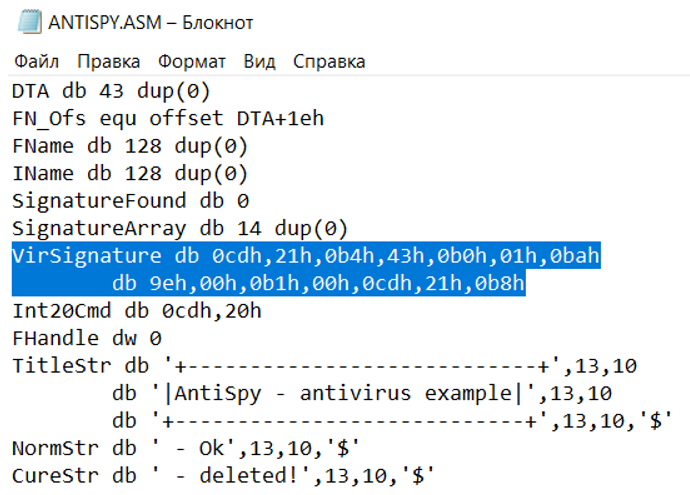 ANTISPY.ASM – Блокнот
Файл Правка Формат Вид Справка
DTA db 43 dup(0)
FN_Ofs equ offset DTA+1eh
FName db 128 dup(0)
IName db 128 dup(0)
SignatureFound db 0
SignatureArray db 14 dup(0)
VirSignature db 0cdh,21h,0b4h,43h,0b0h,01h,0bah
        db 9eh,00h,0b1h,00h,0cdh,21h,0b8h
Int20Cmd db 0cdh,20h
FHandle dw 0
TitleStr db '+----------------------------+',13,10
        db '|AntiSpy - antivirus example|',13,10
        db '+----------------------------+',13,10,'$'
NormStr db ' - Ok',13,10,'$'
CureStr db ' - deleted!',13,10,'$'